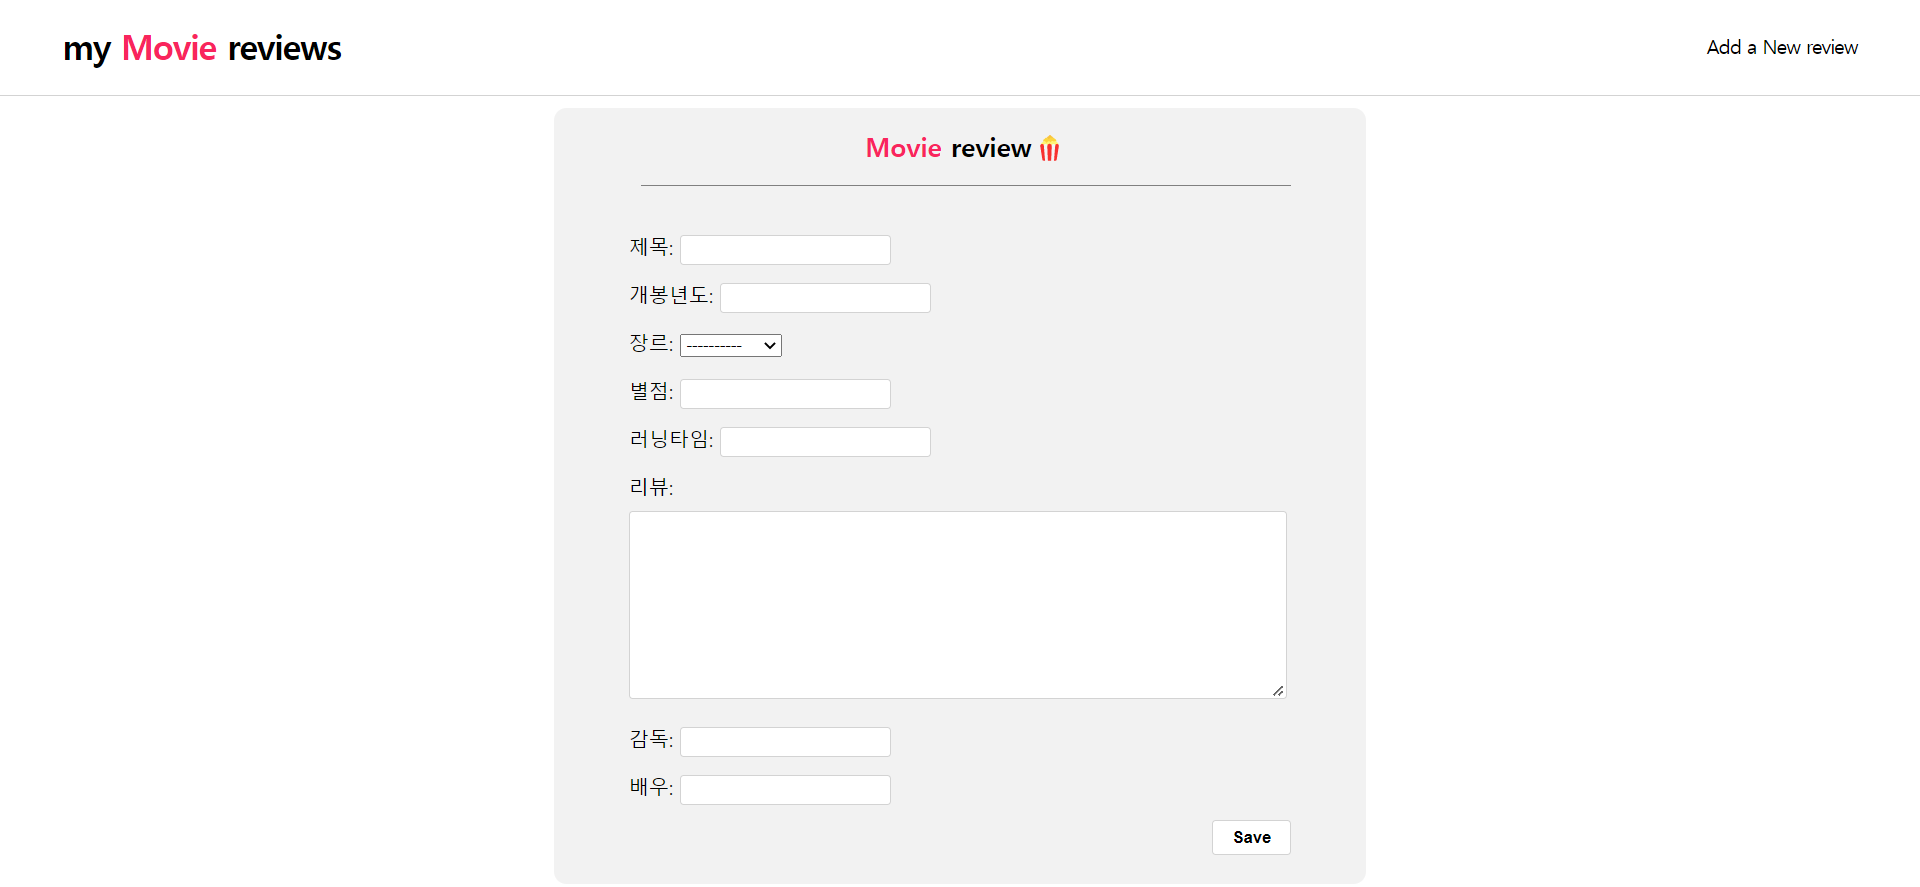 my Movie reviews
Add a New review
Movie review🍿
제목:
개봉년도:
장르: ----------
별점:
러닝타임:
리뷰:
감독:
배우:
Save